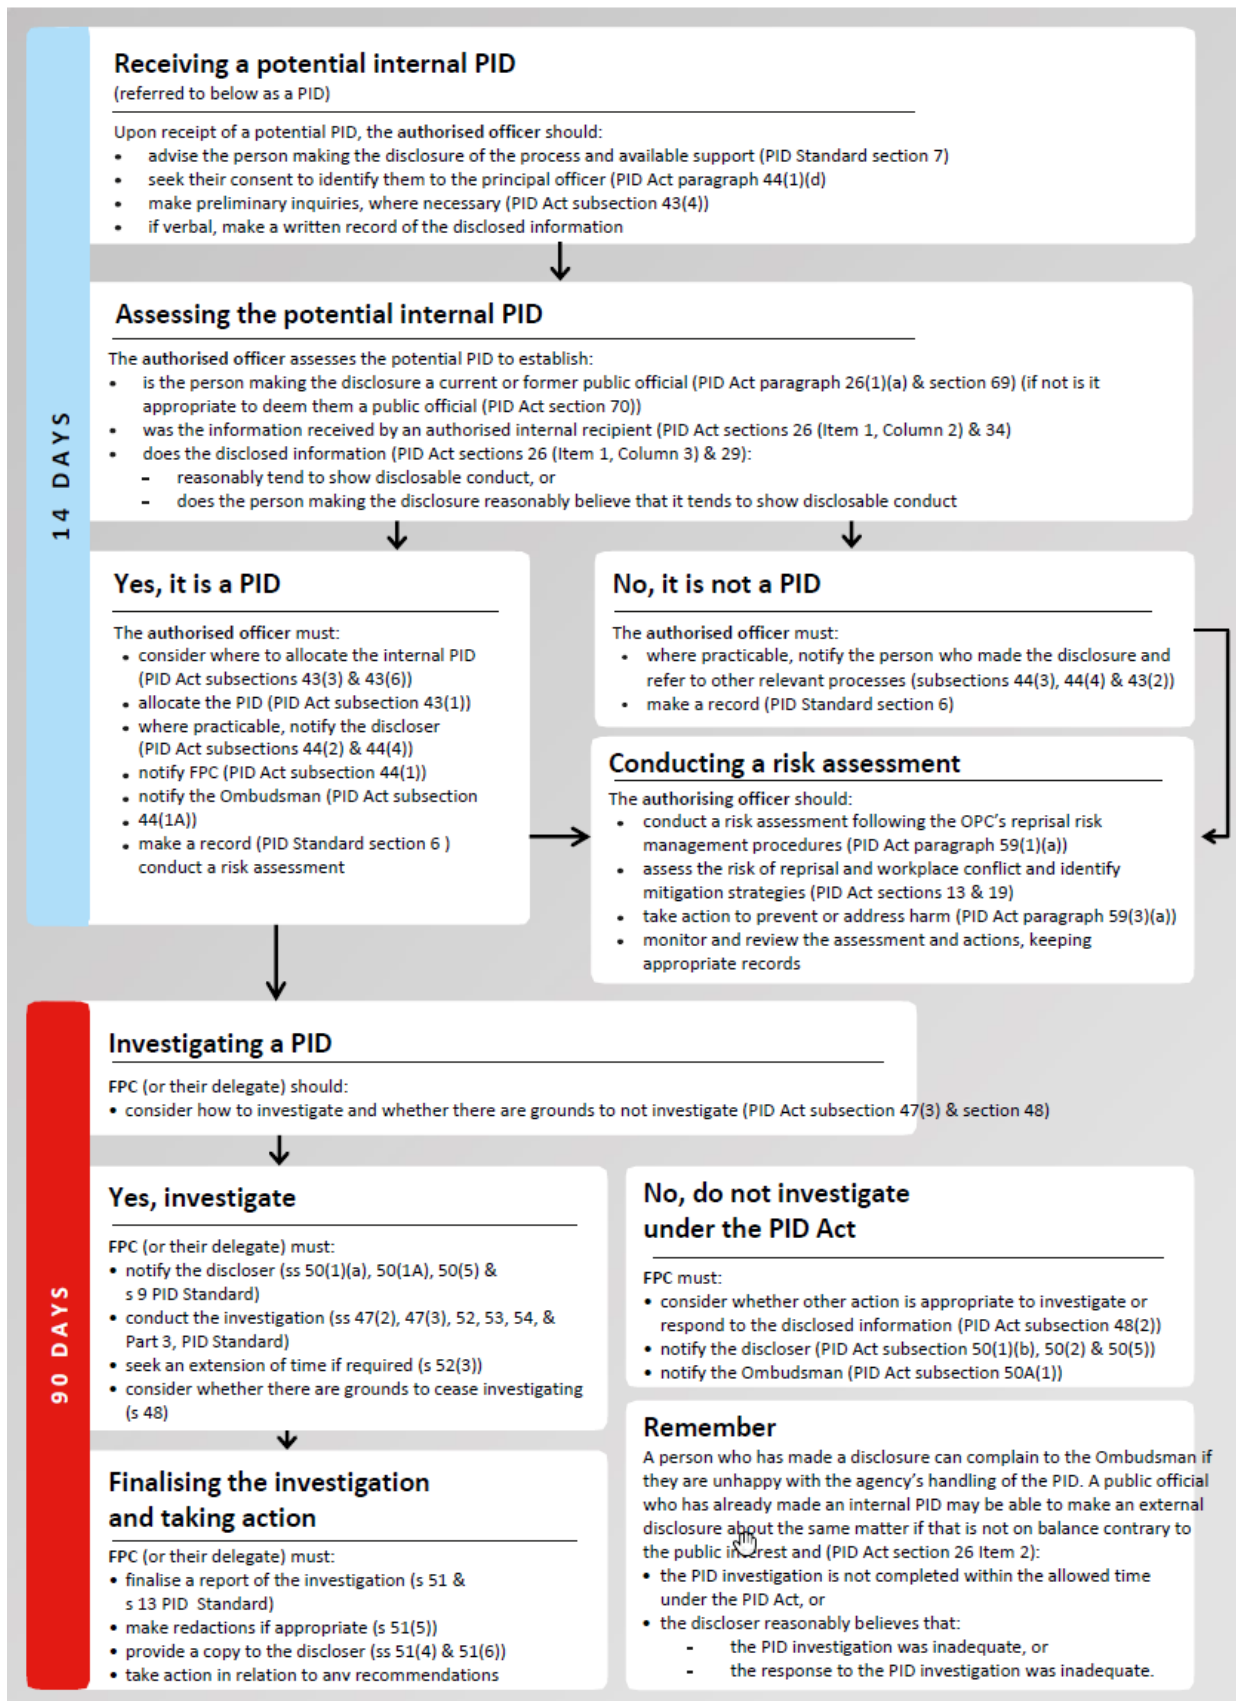 Receiving a potential internal PID
(referred to below as a PID)
Upon receipt of a potential PID, the authorised officer should:
• advise the person making the disclosure of the process and available support (PID Standard section 7)
• seek their consent to identify them to the principal officer (PID Act paragraph 44(1)(d)
• make preliminary inquiries, where necessary (PID Act subsection 43(4))
• if verbal, make a written record of the disclosed information
14 DAYS
Assessing the potential internal PID
The authorised officer assesses the potential PID to establish:
• is the person making the disclosure a current or former public official (PID Act paragraph 26(1)(a) & section 69) (if not is it
appropriate to deem them a public official (PID Act section 70))
• was the information received by an authorised internal recipient (PID Act sections 26 (Item 1, Column 2) & 34)
• does the disclosed information (PID Act sections 26 (Item 1, Column 3) & 29):
- reasonably tend to show disclosable conduct, or
- does the person making the disclosure reasonably believe that it tends to show disclosable conduct
Yes, it is a PID
The authorised officer must:
• consider where to allocate the internal PID
(PID Act subsections 43(3) & 43(6))
• allocate the PID (PID Act subsection 43(1))
• where practicable, notify the discloser
(PID Act subsections 44(2) & 44(4))
• notify FPC (PID Act subsection 44(1))
• notify the Ombudsman (PID Act subsection
• 44(1A))
• make a record (PID Standard section 6 )
conduct a risk assessment
No, it is not a PID
The authorised officer must:
• where practicable, notify the person who made the disclosure and
refer to other relevant processes (subsections 44(3), 44(4) & 43(2))
• make a record (PID Standard section 6)
Conducting a risk assessment
The authorising officer should:
• conduct a risk assessment following the OPC's reprisal risk
management procedures (PID Act paragraph 59(1)(a))
• assess the risk of reprisal and workplace conflict and identify
mitigation strategies (PID Act sections 13 & 19)
• take action to prevent or address harm (PID Act paragraph 59(3)(a))
• monitor and review the assessment and actions, keeping
appropriate records
90 DAYS
Investigating a PID
FPC (or their delegate) should:
• consider how to investigate and whether there are grounds to not investigate (PID Act subsection 47(3) & section 48)
Yes, investigate
FPC (or their delegate) must:
• notify the discloser (ss 50(1)(a), 50(1A), 50(5) &
s 9 PID Standard)
• conduct the investigation (ss 47(2), 47(3), 52, 53, 54, &
Part 3, PID Standard)
• seek an extension of time if required (s 52(3))
• consider whether there are grounds to cease investigating
(s 48)
Finalising the investigation
and taking action
FPC (or their delegate) must:
• finalise a report of the investigation (s 51 &
s 13 PID Standard)
• make redactions if appropriate (s 51(5))
• provide a copy to the discloser (ss 51(4) & 51(6))
• take action in relation to any recommendations
No, do not investigate
under the PID Act
FPC must:
• consider whether other action is appropriate to investigate or
respond to the disclosed information (PID Act subsection 48(2))
• notify the discloser (PID Act subsection 50(1)(b), 50(2) & 50(5))
• notify the Ombudsman (PID Act subsection 50A(1))
Remember
A person who has made a disclosure can complain to the Ombudsman if
they are unhappy with the agency's handling of the PID. A public official
who has already made an internal PID may be able to make an external
disclosure about the same matter if that is not on balance contrary to
the public interest and (PID Act section 26 Item 2):
• the PID investigation is not completed within the allowed time
under the PID Act, or
• the discloser reasonably believes that:
- the PID investigation was inadequate, or
- the response to the PID investigation was inadequate.